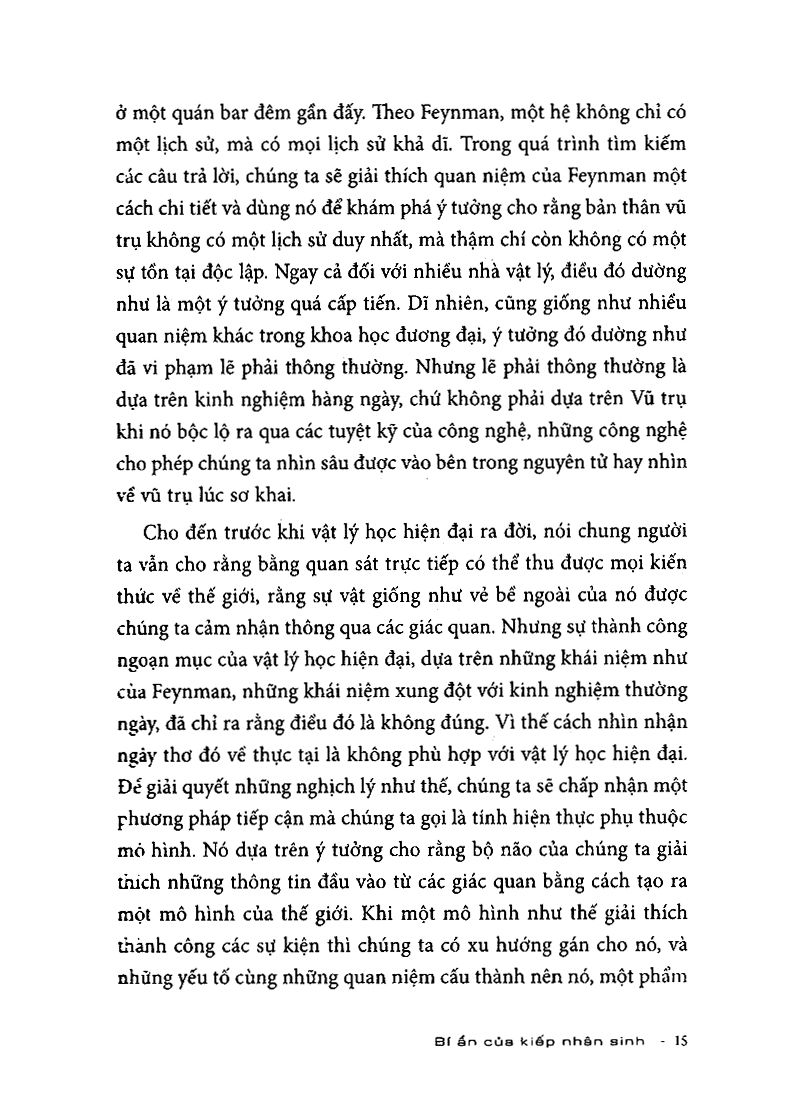 ở một quán bar đêm gần đấy. Theo Feynman, một hệ không chỉ có
một lịch sử, mà có mọi lịch sử khả dĩ. Trong quá trình tìm kiếm
các câu trả lời, chúng ta sẽ giải thích quan niệm của Feynman một
cách chi tiết và dùng nó để khám phá ý tưởng cho rằng bản thân vũ
trụ không có một lịch sử duy nhất, mà thậm chí còn không có một
sự tồn tại độc lập. Ngay cả đối với nhiều nhà vật lý, điều đó dường
như là một ý tưởng quá cấp tiến. Dĩ nhiên, cũng giống như nhiều
quan niệm khác trong khoa học đương đại, ý tưởng đó dường như
đã vi phạm lẽ phải thông thường. Nhưng lẽ phải thông thường là
dựa trên kinh nghiệm hàng ngày, chứ không phải dựa trên Vũ trụ
khi nó bộc lộ ra qua các tuyệt kỹ của công nghệ, những công nghệ
cho phép chúng ta nhìn sâu được vào bên trong nguyên tử hay nhìn
về vũ trụ lúc sơ khai.
Cho đến trước khi vật lý học hiện đại ra đời, nói chung người
ta vẫn cho rằng bằng quan sát trực tiếp có thể thu được mọi kiến
thức về thế giới, rằng sự vật giống như vẻ bề ngoài của nó được
chúng ta cảm nhận thông qua các giác quan. Nhưng sự thành công
ngoạn mục của vật lý học hiện đại, dựa trên những khái niệm như
của Feynman, những khái niệm xung đột với kinh nghiệm thường
ngày, đã chỉ ra rằng điều đó là không đúng. Vì thế cách nhìn nhận
ngây thơ đó về thực tại là không phù hợp với vật lý học hiện đại.
Để giải quyết những nghịch lý như thế, chúng ta sẽ chấp nhận một
phương pháp tiếp cận mà chúng ta gọi là tính hiện thực phụ thuộc
mô hình. Nó dựa trên ý tưởng cho rằng bộ não của chúng ta giải
thích những thông tin đầu vào từ các giác quan bằng cách tạo ra
một mô hình của thế giới. Khi một mô hình như thế giải thích
thành công các sự kiện thì chúng ta có xu hướng gán cho nó, và
những yếu tố cùng những quan niệm cấu thành nên nó, một phẩm
Bí ẩn của kiếp nhân sinh - 15